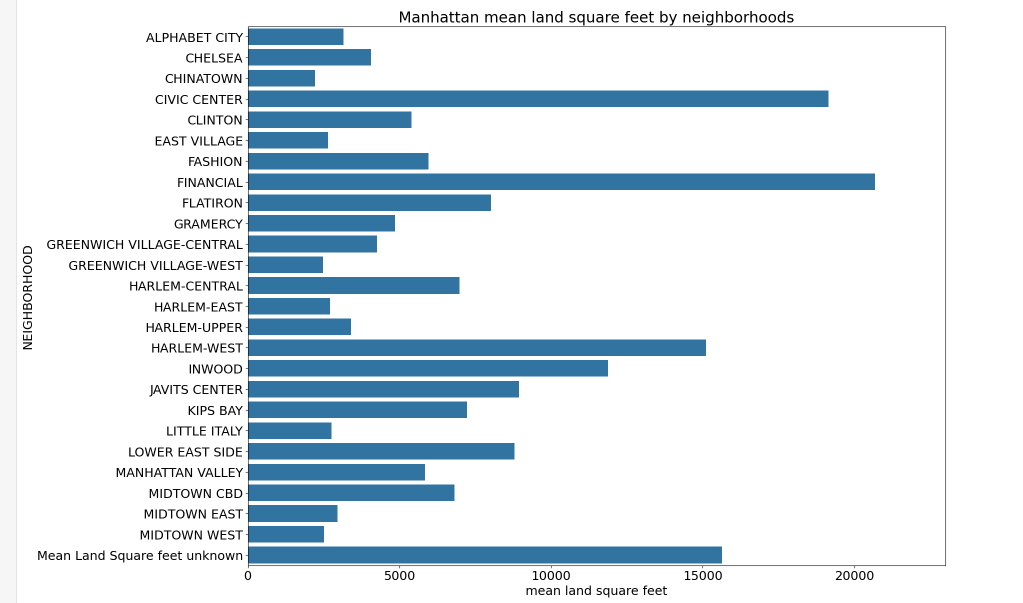 Manhattan mean land square feet by neighborhoods
NEIGHBORHOOD
ALPHABET CITY
CHELSEA
CHINATOWN
CIVIC CENTER
CLINTON
EAST VILLAGE
FASHION
FINANCIAL
FLATIRON
GRAMERCY
GREENWICH VILLAGE-CENTRAL
GREENWICH VILLAGE-WEST
HARLEM-CENTRAL
HARLEM-EAST
HARLEM-UPPER
HARLEM-WEST
INWOOD
JAVITS CENTER
KIPS BAY
LITTLE ITALY
LOWER EAST SIDE
MANHATTAN VALLEY
MIDTOWN CBD
MIDTOWN EAST
MIDTOWN WEST
Mean Land Square feet unknown
0 5000 10000 15000 20000
mean land square feet